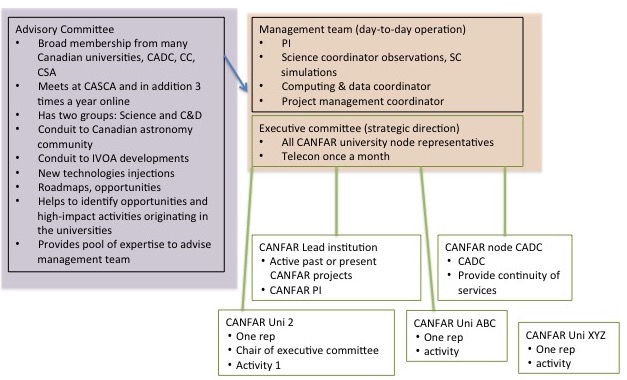 Advisory Committee
• Broad membership from many
Canadian universities, CADC, CC,
CSA
• Meets at CASCA and in addition 3
times a year online
• Has two groups: Science and C&D
• Conduit to Canadian astronomy
community
• Conduit to IVOA developments
• New technologies injections
• Roadmaps, opportunities
• Helps to identify opportunities and
high-impact activities originating in
the universities
• Provides pool of expertise to advise
management team
Management team (day-to-day operation)
• PI
• Science coordinator observations, SC
simulations
• Computing & data coordinator
• Project management coordinator
Executive committee (strategic direction)
• All CANFAR university node representatives
• Telecon once a month
CANFAR Lead institution
• Active past or present
CANFAR projects
• CANFAR PI
CANFAR node CADC
• CADC
• Provide continuity of
services
CANFAR Uni 2
• One rep
• Chair of executive committee
• Activity 1
CANFAR Uni ABC
• One rep
• activity
CANFAR Uni XYZ
• One rep
• activity